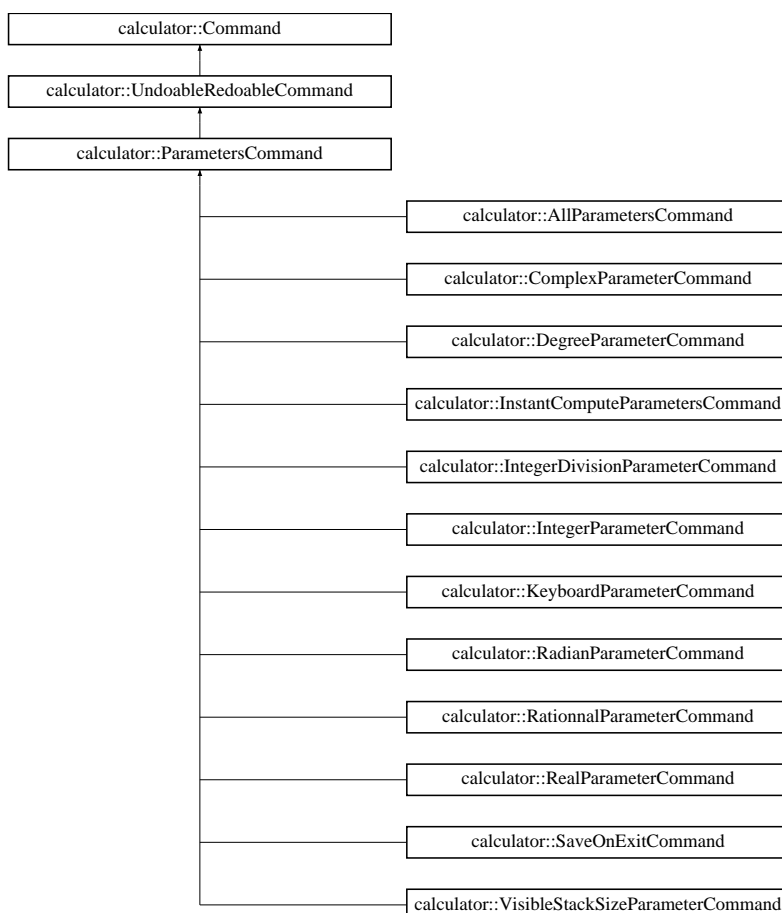 calculator::Command
calculator::UndoableRedoableCommand
calculator::ParametersCommand
calculator::AllParametersCommand
calculator::ComplexParameterCommand
calculator::DegreeParameterCommand
calculator::InstantComputeParametersCommand
calculator::IntegerDivisionParameterCommand
calculator::IntegerParameterCommand
calculator::KeyboardParameterCommand
calculator::RadianParameterCommand
calculator::RationnalParameterCommand
calculator::RealParameterCommand
calculator::SaveOnExitCommand
calculator::VisibleStackSizeParameterCommand